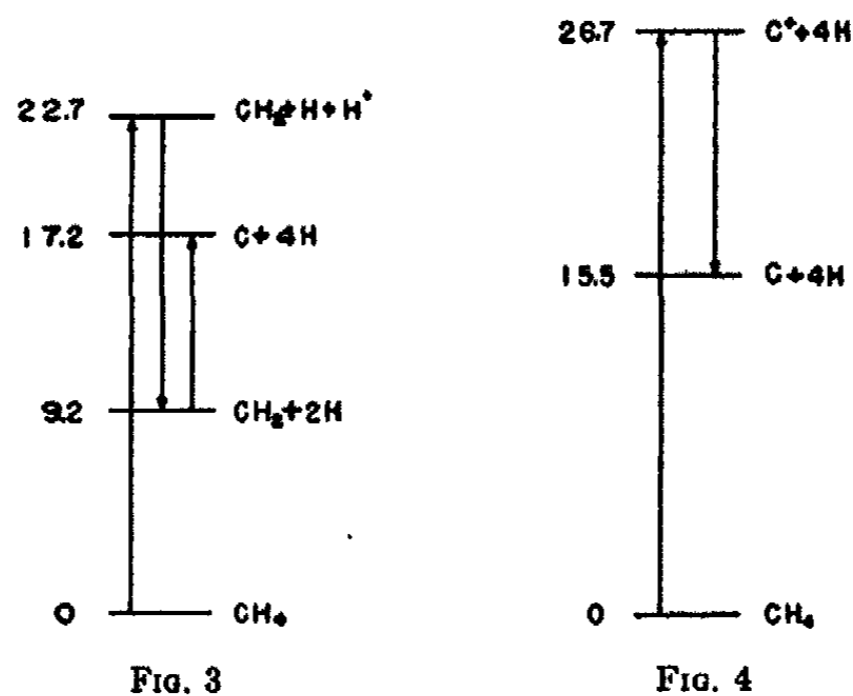 22.7 CH₂+H+H⁺
17.2 C+4H
9.2 CH₂+2H
0 CH₄
FIG. 3
26.7 C⁺+4H
15.5 C+4H
0 CH₄
FIG. 4